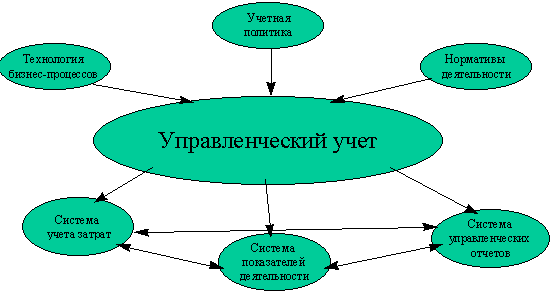 Учетная
политика
Технология
бизнес-процессов
Нормативы
деятельности
Управленческий учет
Система
учета затрат
Система
показателей
деятельности
Система
управленческих
отчетов